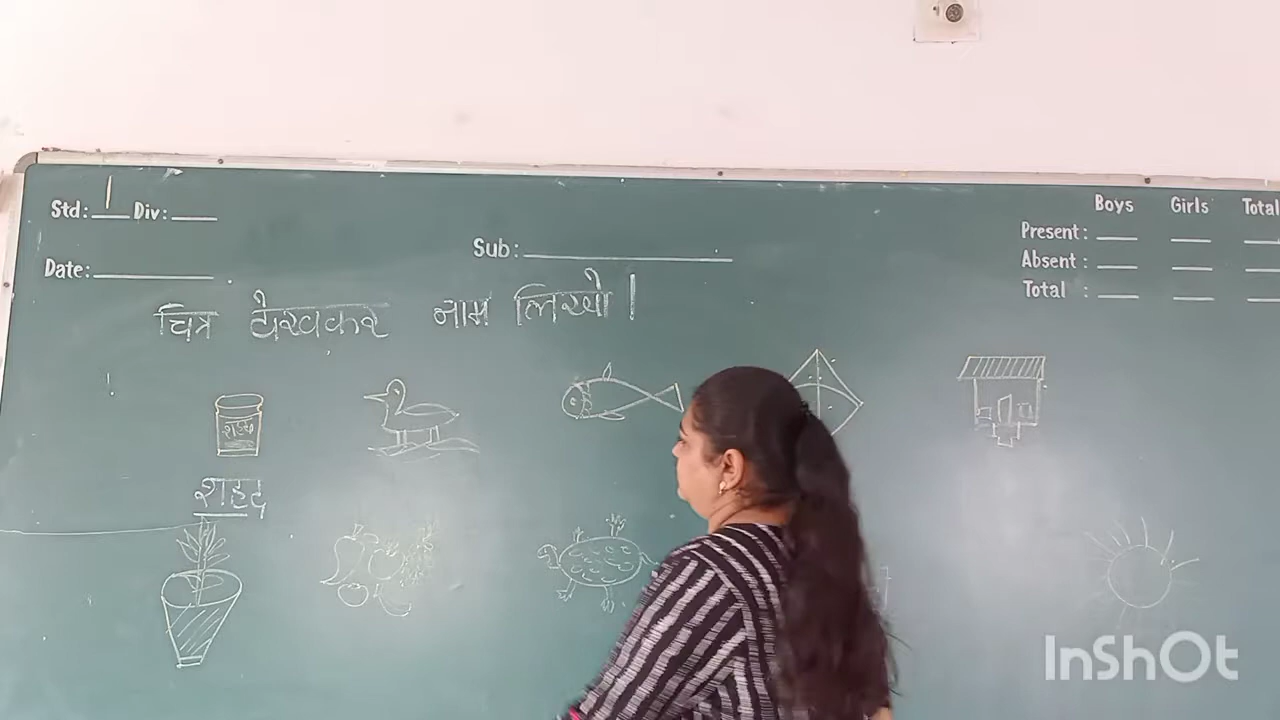 Std: 1 Div:
Boys Girls Total
Present:
Absent:
Total
Sub:
Date:
चित्र देखकर नाम लिखो।
शहद
शहद
InShOt